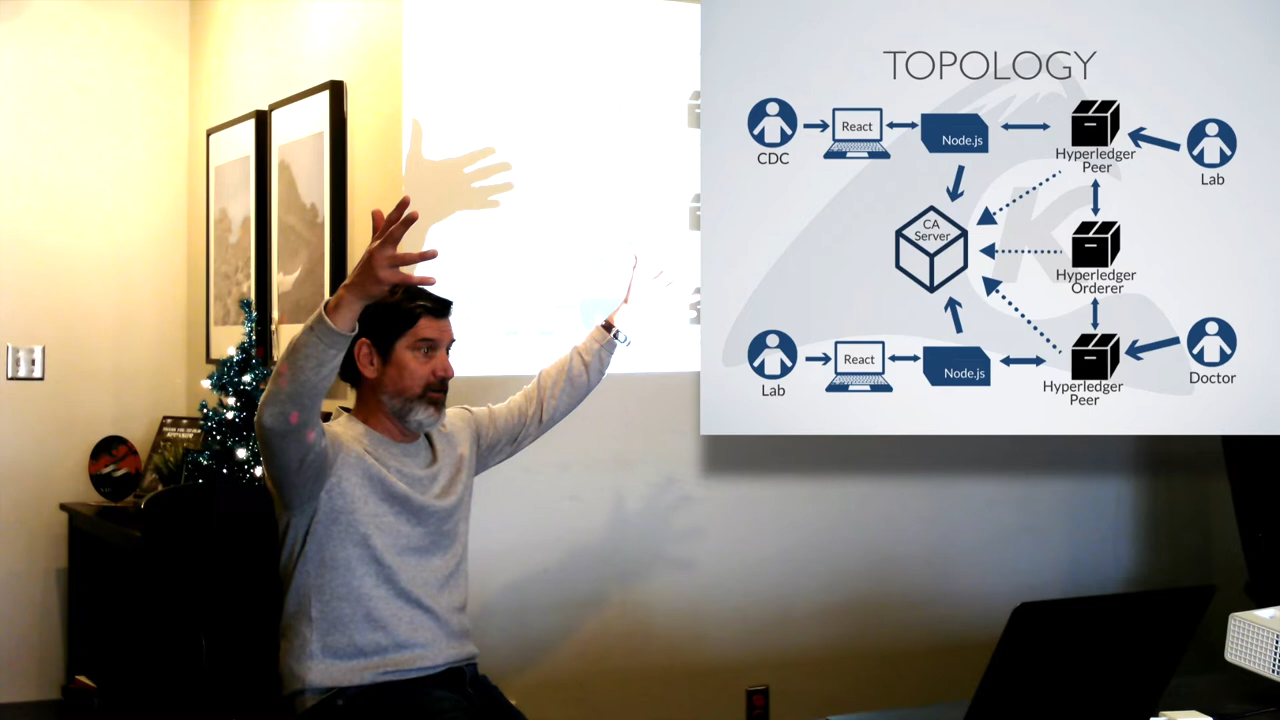 TOPOLOGY
CDC
React
Node.js
Hyperledger
Peer
Lab
CA
Server
Hyperledger
Orderer
Lab
React
Node.js
Hyperledger
Peer
Doctor